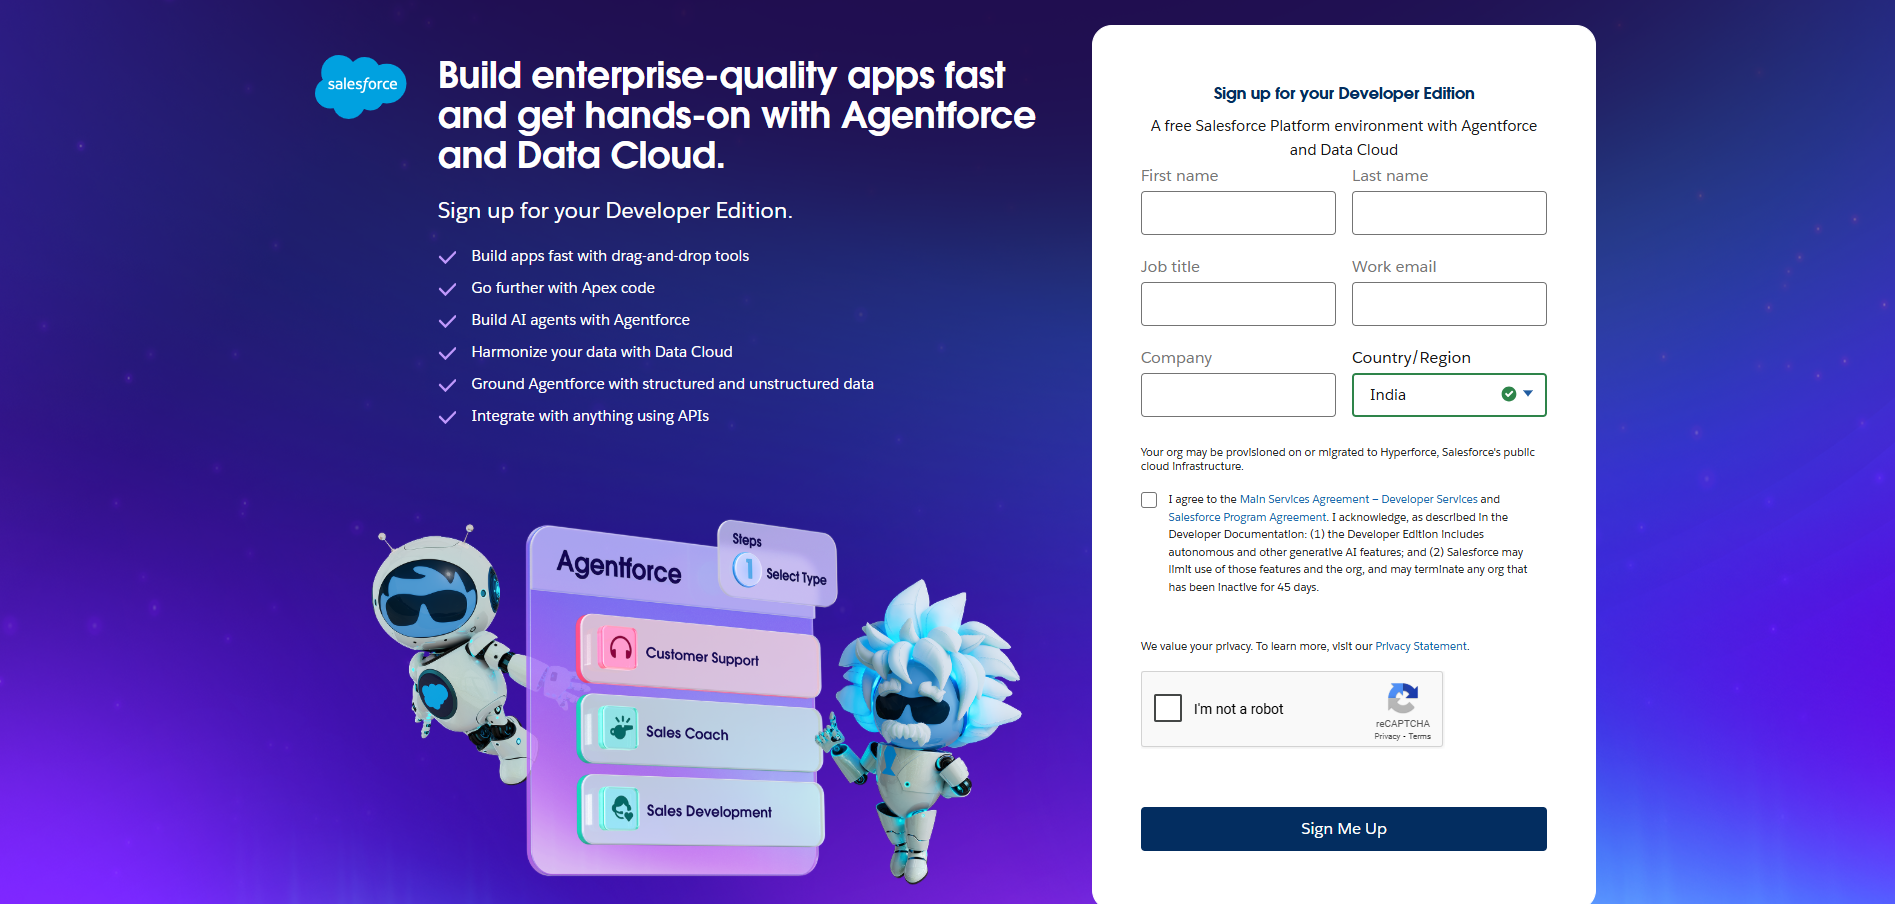 salesforce
Build enterprise-quality apps fast
and get hands-on with Agentforce
and Data Cloud.
Sign up for your Developer Edition.
Build apps fast with drag-and-drop tools
Go further with Apex code
Build AI agents with Agentforce
Harmonize your data with Data Cloud
Ground Agentforce with structured and unstructured data
Integrate with anything using APIs
Agentforce
Steps
1 Select Type
Customer Support
Sales Coach
Sales Development
Sign up for your Developer Edition
A free Salesforce Platform environment with Agentforce
and Data Cloud
First name Last name
Job title Work email
Company Country/Region
India
Your org may be provisioned on or migrated to Hyperforce, Salesforce's public
cloud infrastructure.
I agree to the Main Services Agreement – Developer Services and
Salesforce Program Agreement. I acknowledge, as described in the
Developer Documentation: (1) the Developer Edition includes
autonomous and other generative AI features; and (2) Salesforce may
limit use of those features and the org, and may terminate any org that
has been inactive for 45 days.
We value your privacy. To learn more, visit our Privacy Statement.
I'm not a robot
reCAPTCHA
Privacy - Terms
Sign Me Up